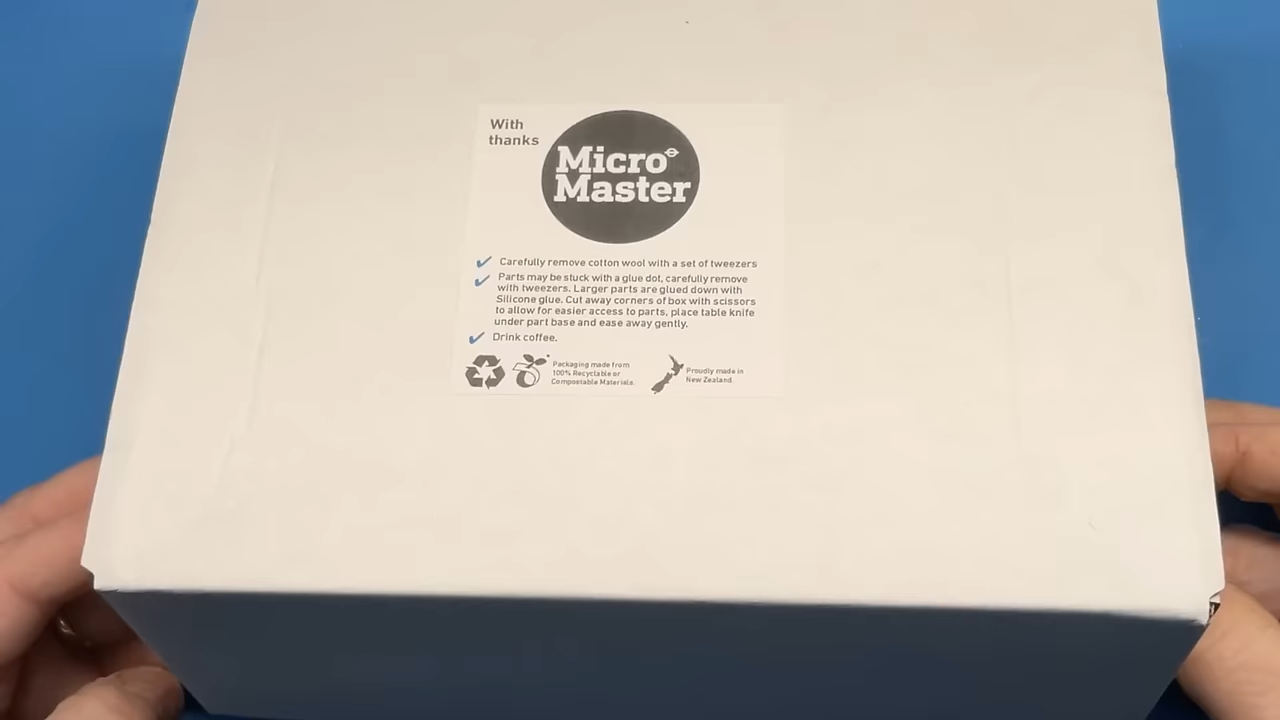 With
thanks
Micro
Master
Carefully remove cotton wool with a set of tweezers
Parts may be stuck with a glue dot, carefully remove
with tweezers. Larger parts are glued down with
Silicone glue. Cut away corners of box with scissors
to allow for easier access to parts, place table knife
under part base and ease away gently.
Drink coffee.
Packaging made from
100% Recyclable or
Compostable Materials.
Proudly made in
New Zealand.